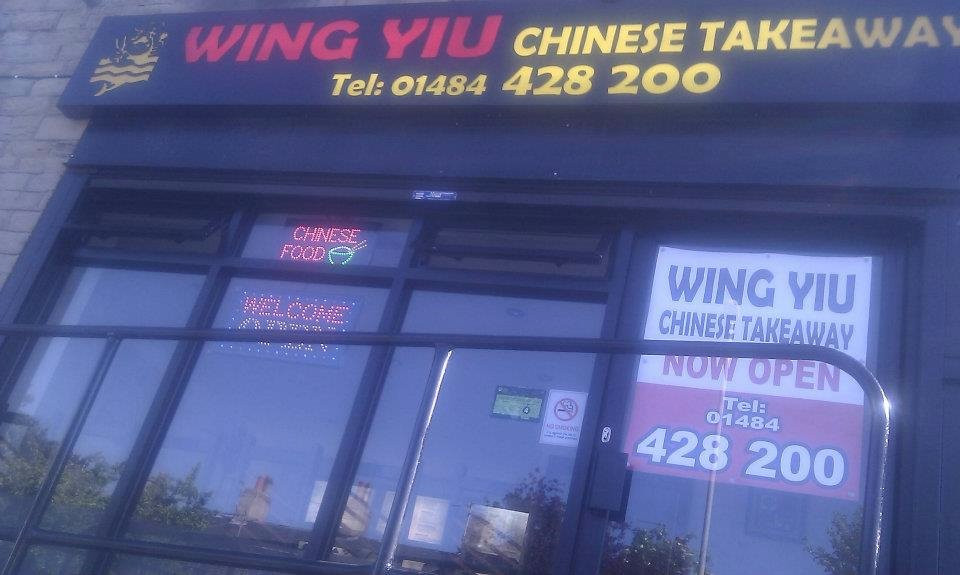 WING YIU CHINESE TAKEAWAY
Tel: 01484 428 200
CHINESE
FOOD
WELCOME
OPEN
NO SMOKING
WING YIU
CHINESE TAKEAWAY
NOW OPEN
Tel:
01484
428 200